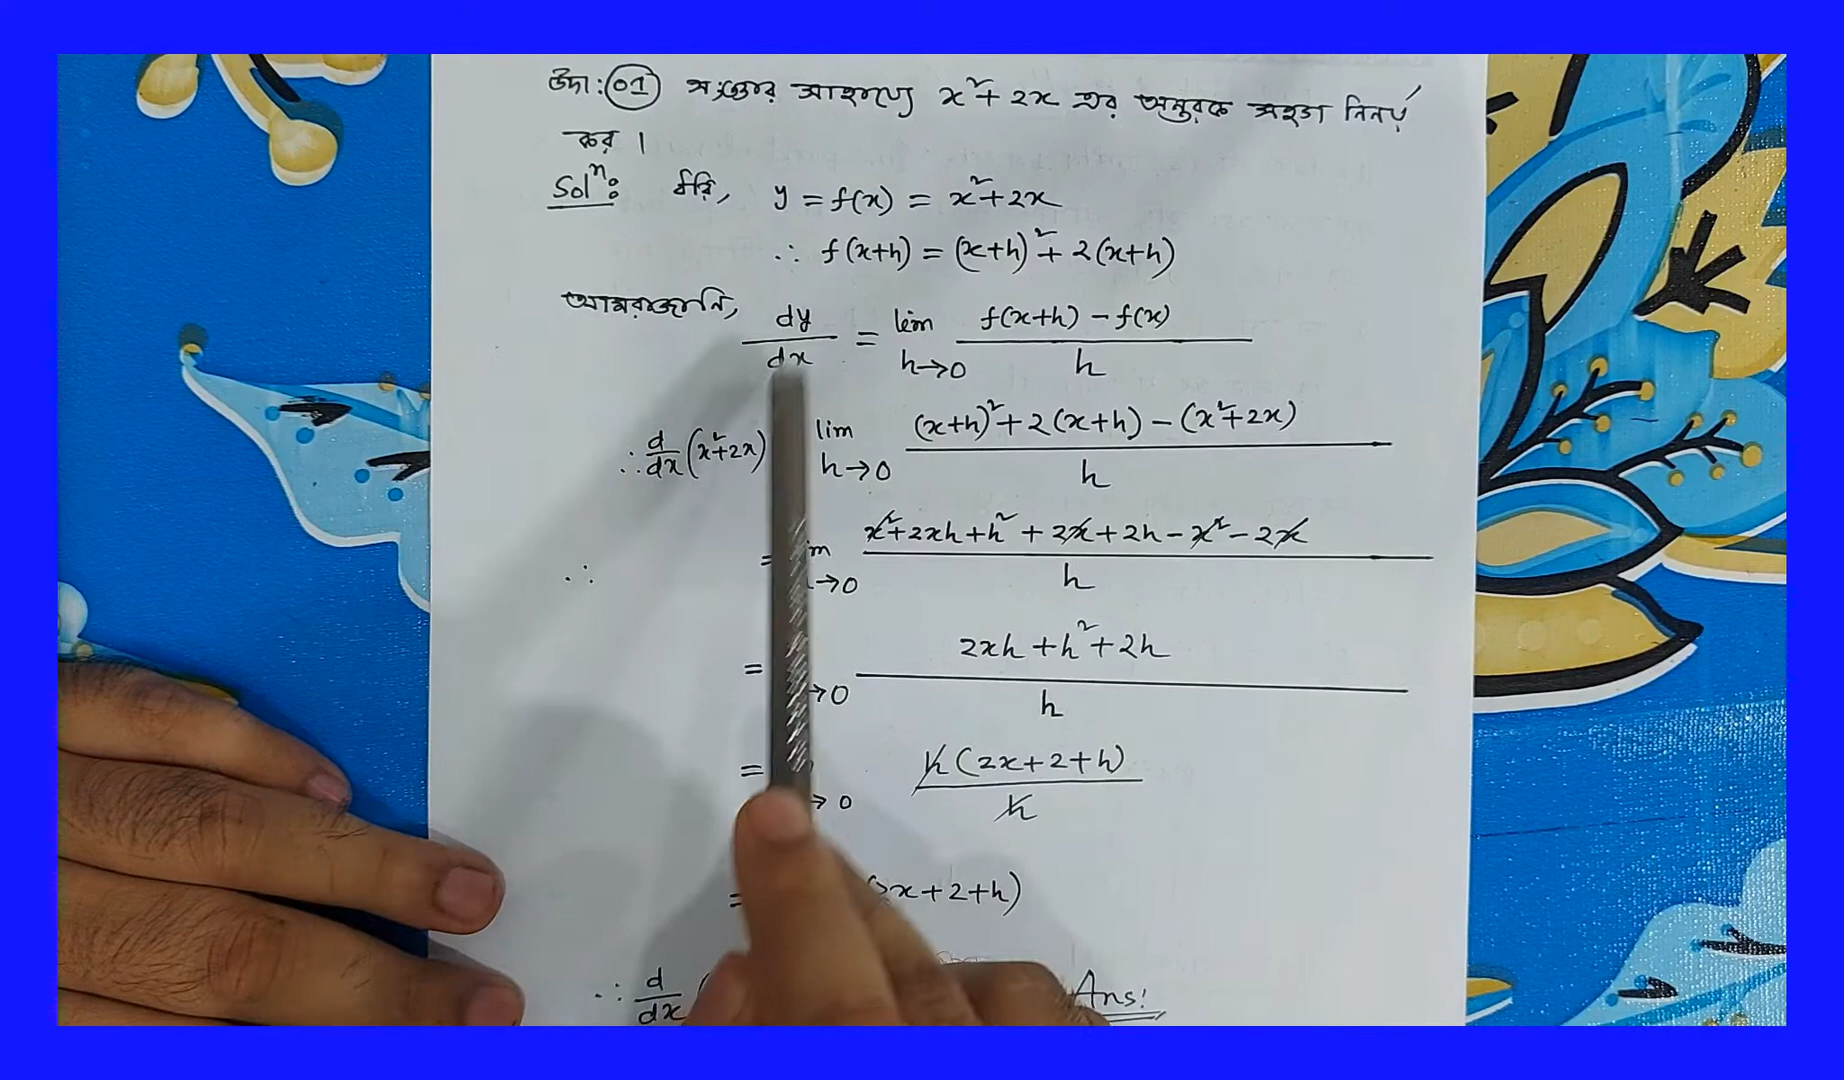 উদা: 01 সংজ্ঞার সাহায্যে x² + 2x এর অন্তরক সহগ নির্ণয়
কর ।
Solⁿ: ধরি, y = f(x) = x² + 2x
∴ f(x+h) = (x+h)² + 2(x+h)
আমরা জানি, dy/dx = lim h→0 f(x+h) - f(x) / h
∴ d/dx (x²+2x) lim h→0 (x+h)² + 2(x+h) - (x²+2x) / h
∴ = m →0 x² + 2xh + h² + 2x + 2h - x² - 2x / h
= →0 2xh + h² + 2h / h
= → 0 h(2x+2+h) / h
= x+2+h)
∴ d/dx ( Ans: